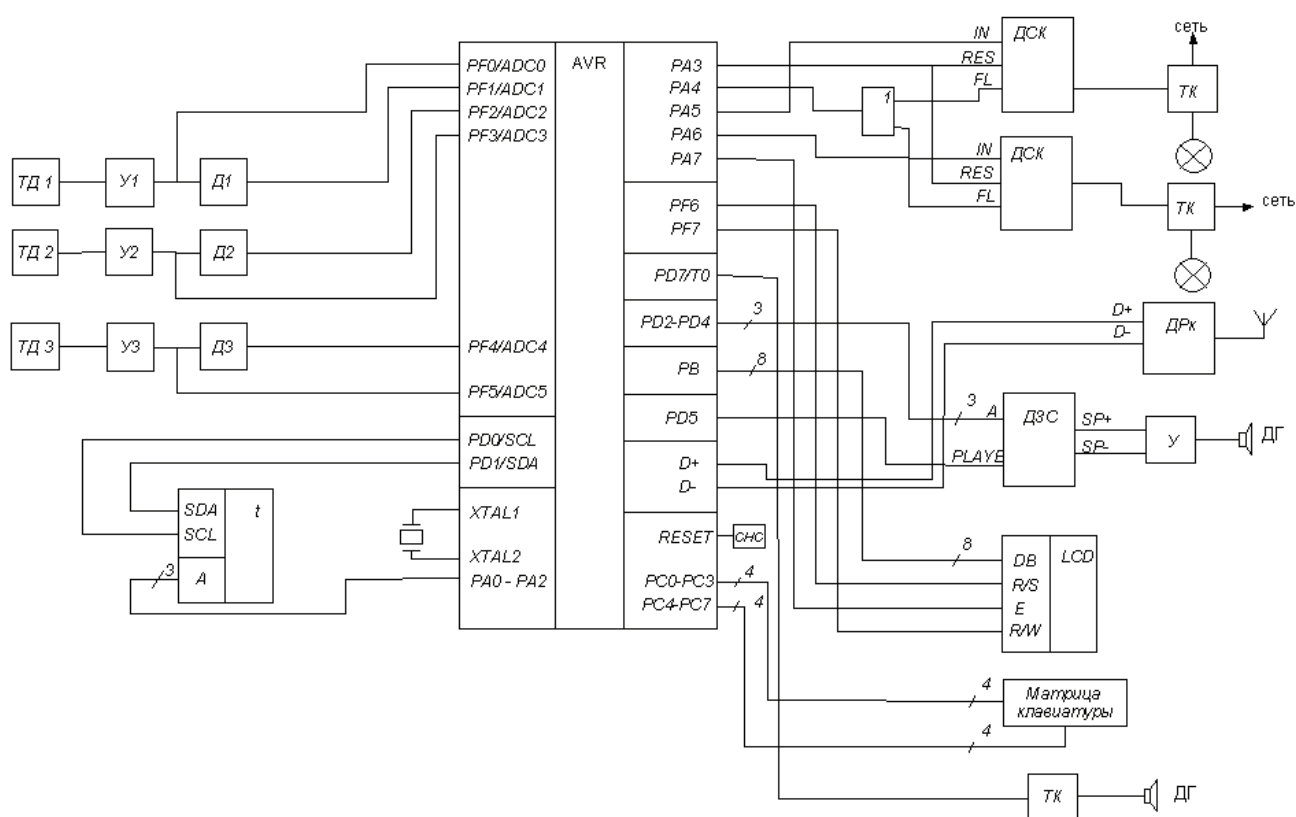 PF0/ADC0
PF1/ADC1
PF2/ADC2
PF3/ADC3
PF4/ADC4
PF5/ADC5
PD0/SCL
PD1/SDA
XTAL1
XTAL2
PA0 - PA2
AVR
PA3
PA4
PA5
PA6
PA7
PF6
PF7
PD7/T0
PD2-PD4
3
PB
8
PD5
D+
D-
RESET
СНС
PC0-PC3
4
PC4-PC7
4
ТД 1
У1
Д1
ТД 2
У2
Д2
ТД 3
У3
Д3
SDA
SCL
t
3
A
1
IN
RES
FL
ДСК
ТК
сеть
IN
RES
FL
ДСК
ТК
сеть
D+
D-
ДРк
3
A
PLAYE
ДЗС
SP+
SP-
У
ДГ
8
DB
R/S
E
R/W
LCD
4
Матрица
клавиатуры
4
ТК
ДГ